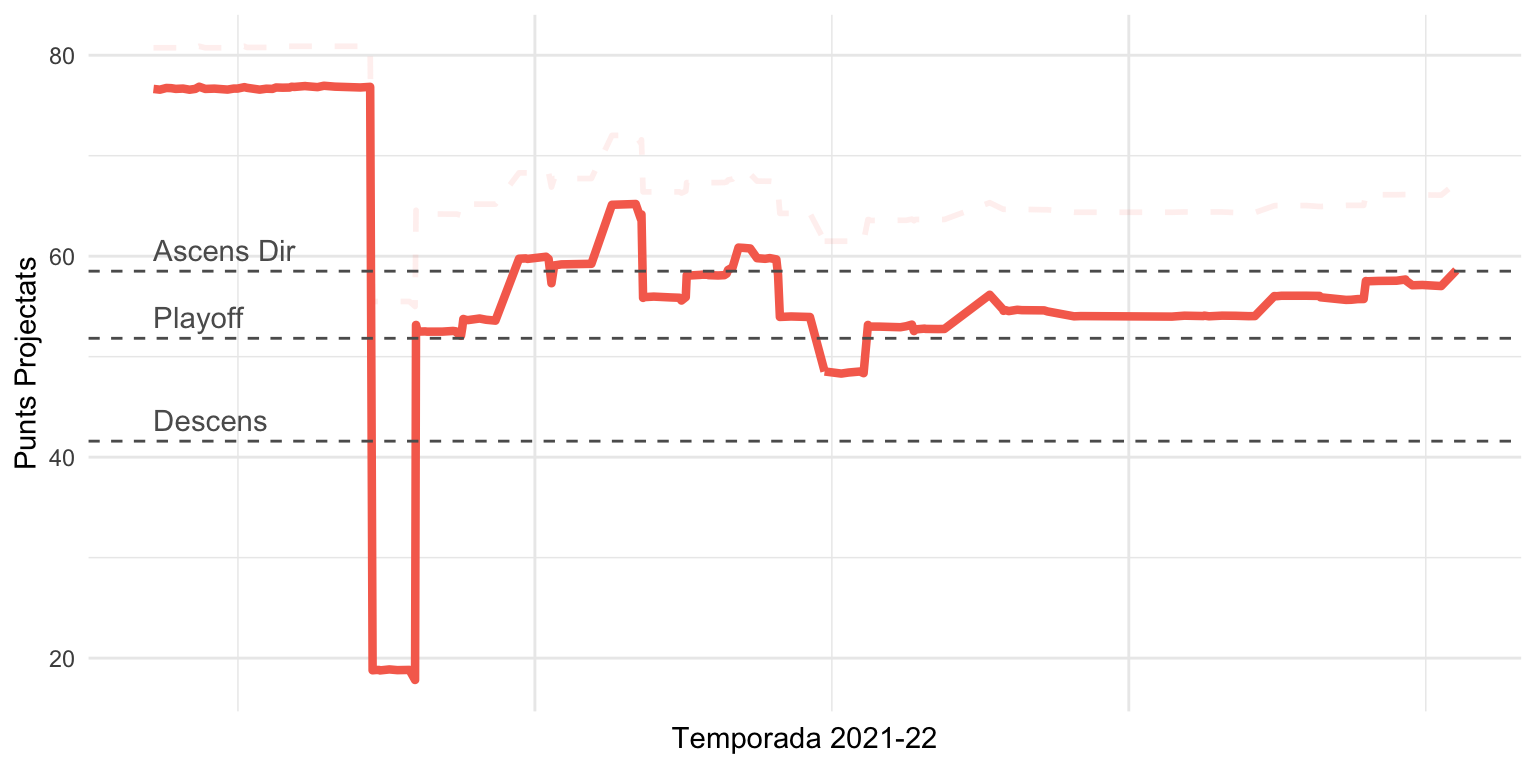 80
60
40
20
Punts Projectats
Ascens Dir
Playoff
Descens
Temporada 2021-22